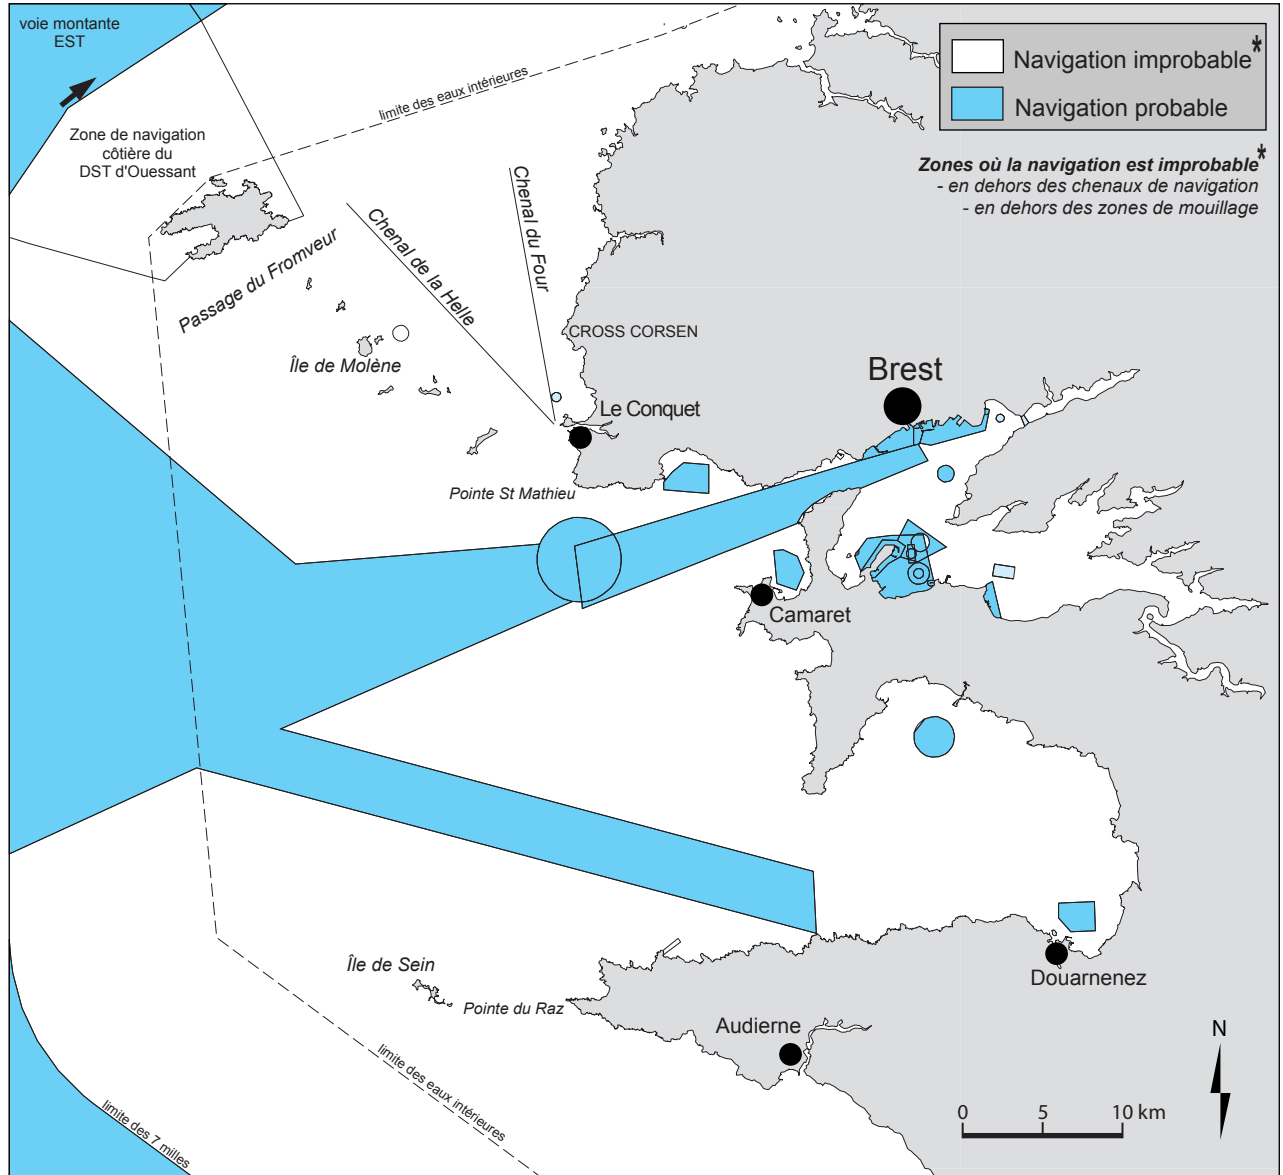 voie montante
EST
Navigation improbable*
Navigation probable
limite des eaux intérieures
Zone de navigation
côtière du
DST d'Ouessant
Zones où la navigation est improbable*
- en dehors des chenaux de navigation
- en dehors des zones de mouillage
Chenal du Four
Chenal de la Helle
Passage du Fromveur
CROSS CORSEN
Île de Molène
Brest
Le Conquet
Pointe St Mathieu
Camaret
Île de Sein
Pointe du Raz
Douarnenez
Audierne
N
limite des eaux intérieures
limite des 7 milles
0 5 10 km